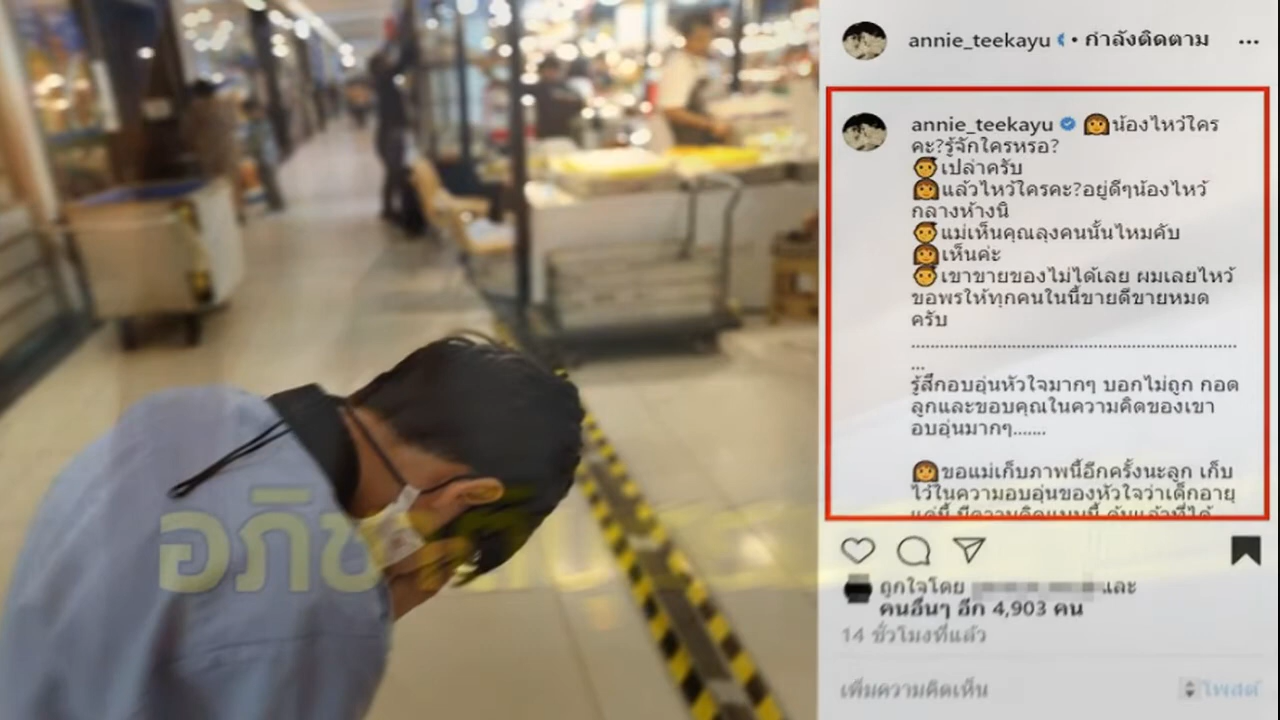 annie_teekayu • กำลังติดตาม ...
annie_teekayu 👩น้องไหว้ใคร
คะ?รู้จักใครหรอ?
👦เปล่าครับ
👩แล้วไหว้ใครคะ?อยู่ดีๆน้องไหว้
กลางห้างนิ
👦แม่เห็นคุณลุงคนนั้นไหมคับ
👩เห็นค่ะ
👦เขาขายของไม่ได้เลย ผมเลยไหว้
ขอพรให้ทุกคนในนี้ขายดีขายหมด
ครับ
..................................................................
...
รู้สึกอบอุ่นหัวใจมากๆ บอกไม่ถูก กอด
ลูกและขอบคุณในความคิดของเขา
อบอุ่นมากๆ.......
👩ขอแม่เก็บภาพนี้อีกครั้งนะลูก เก็บ
ไว้ในความอบอุ่นของหัวใจว่าเด็กอายุ
ถูกใจโดย และ
คนอื่นๆ อีก 4,903 คน
14 ชั่วโมงที่แล้ว
เพิ่มความคิดเห็น โพสต์